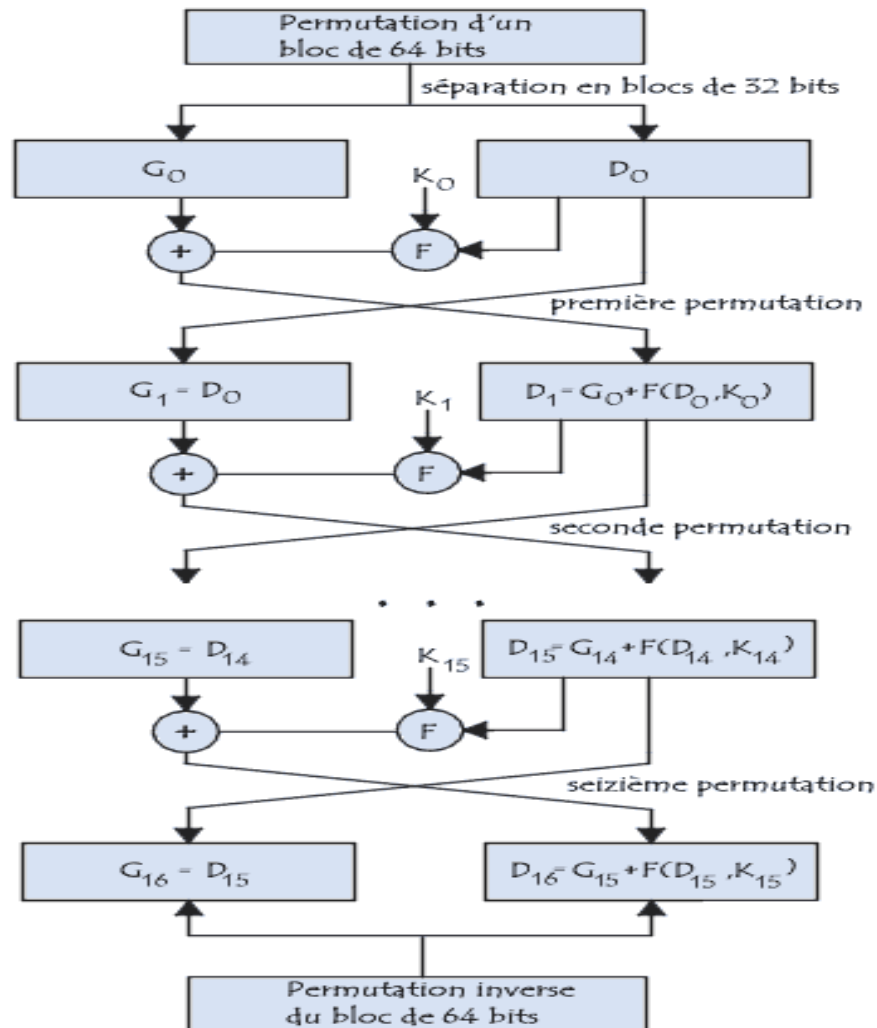 Permutation d'un
bloc de 64 bits
séparation en blocs de 32 bits
G0
K0
D0
+
F
première permutation
G1 - D0
K1
D1 - G0 + F(D0, K0)
+
F
seconde permutation
. . .
G15 - D14
K15
D15 - G14 + F(D14, K14)
+
F
seizième permutation
G16 - D15
D16 - G15 + F(D15, K15)
Permutation inverse
du bloc de 64 bits